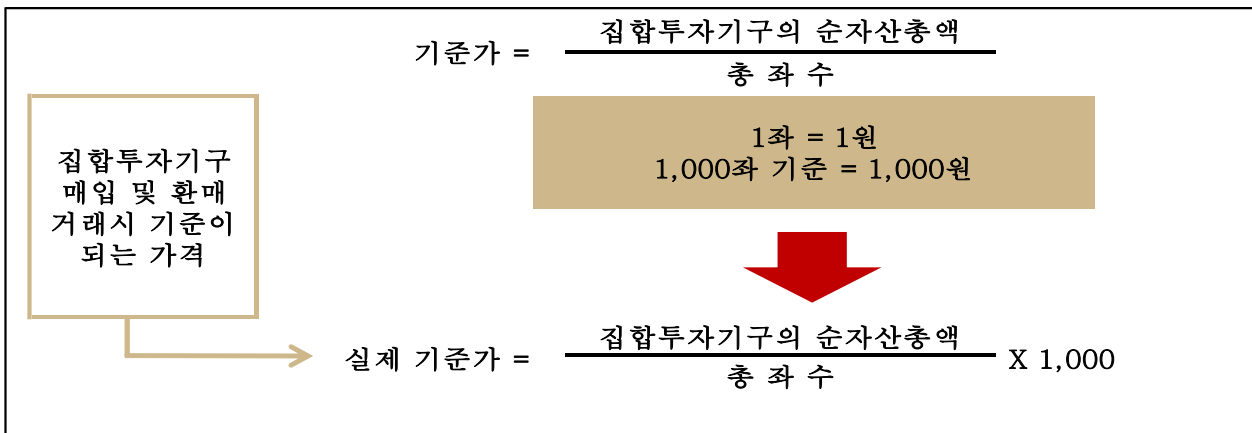 기준가 =
집합투자기구의 순자산총액
총 좌 수
1좌 = 1원
1,000좌 기준 = 1,000원
집합투자기구
매입 및 환매
거래시 기준이
되는 가격
실제 기준가 =
집합투자기구의 순자산총액
총 좌 수
X 1,000